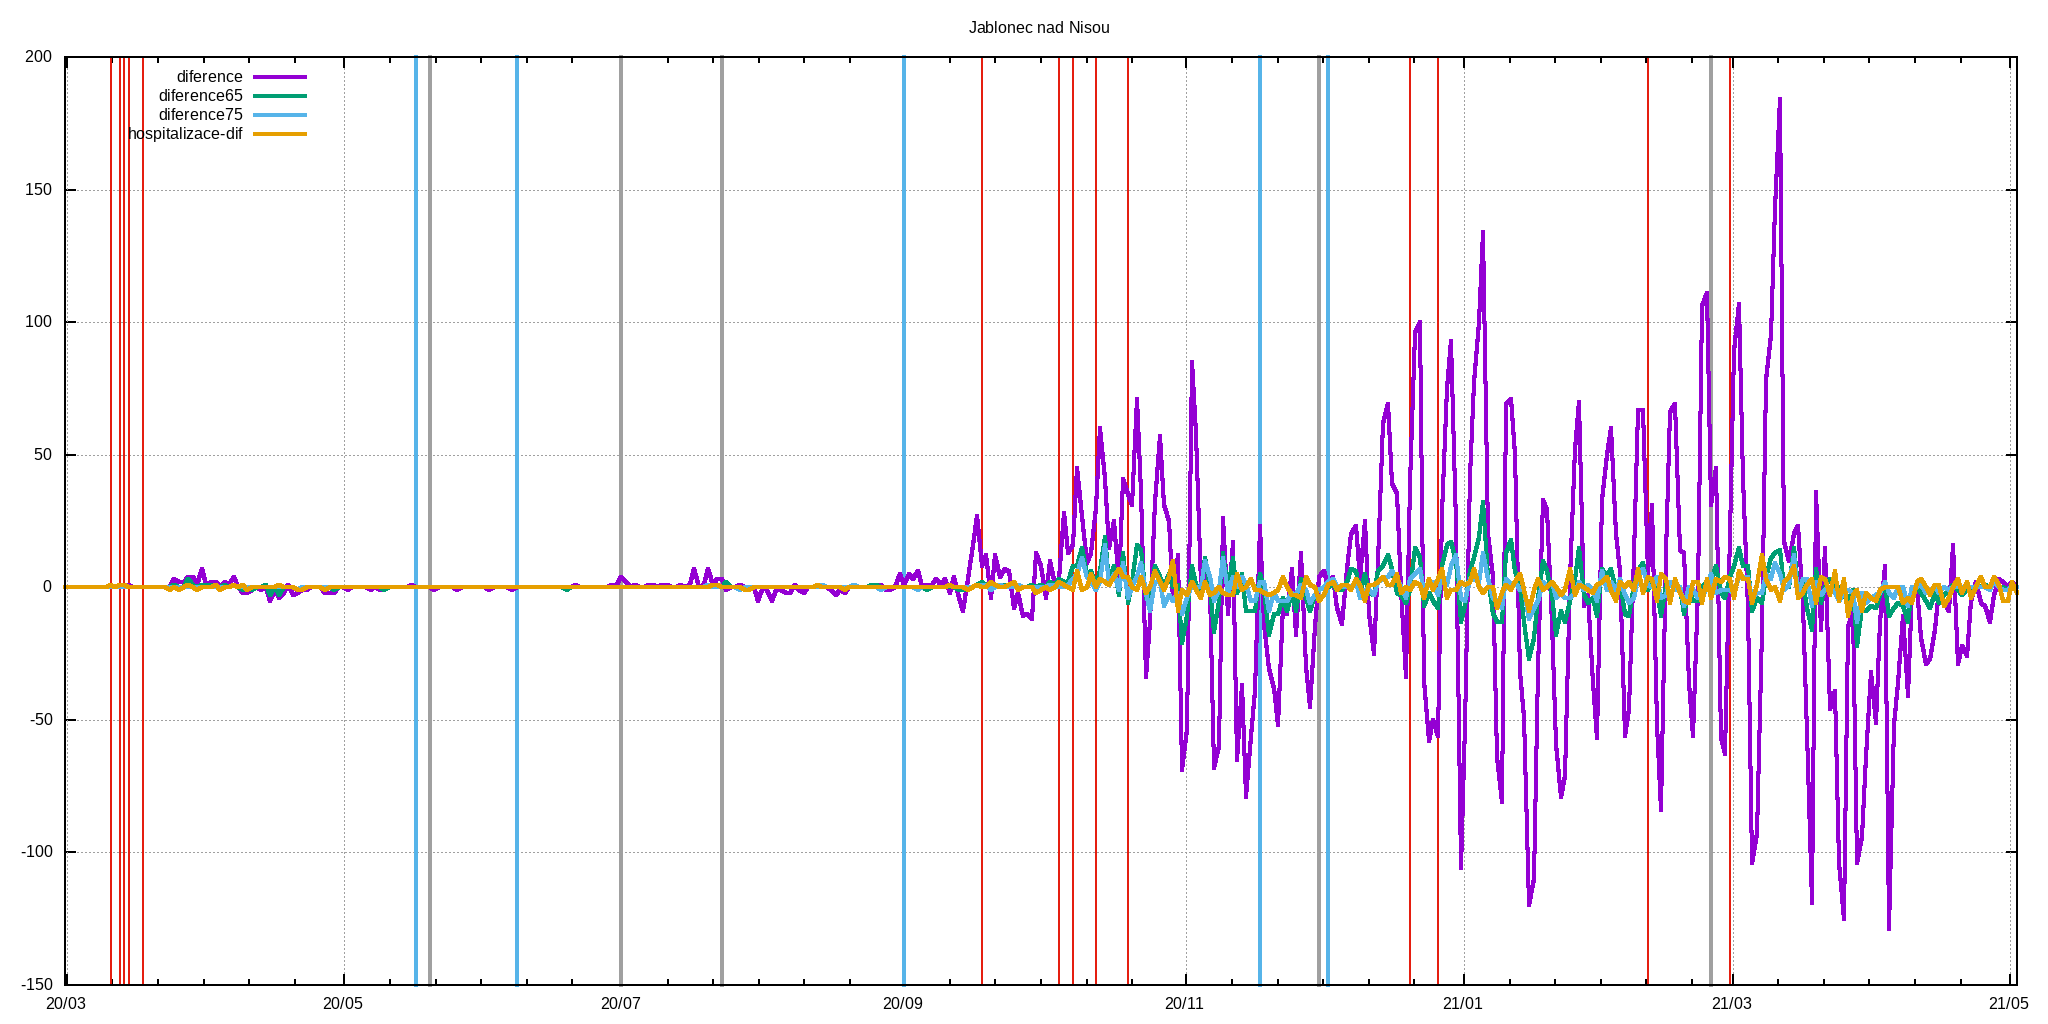 Jablonec nad Nisou
200
diference
diference65
diference75
hospitalizace-dif
150
100
50
0
-50
-100
-150
20/03 20/05 20/07 20/09 20/11 21/01 21/03 21/05